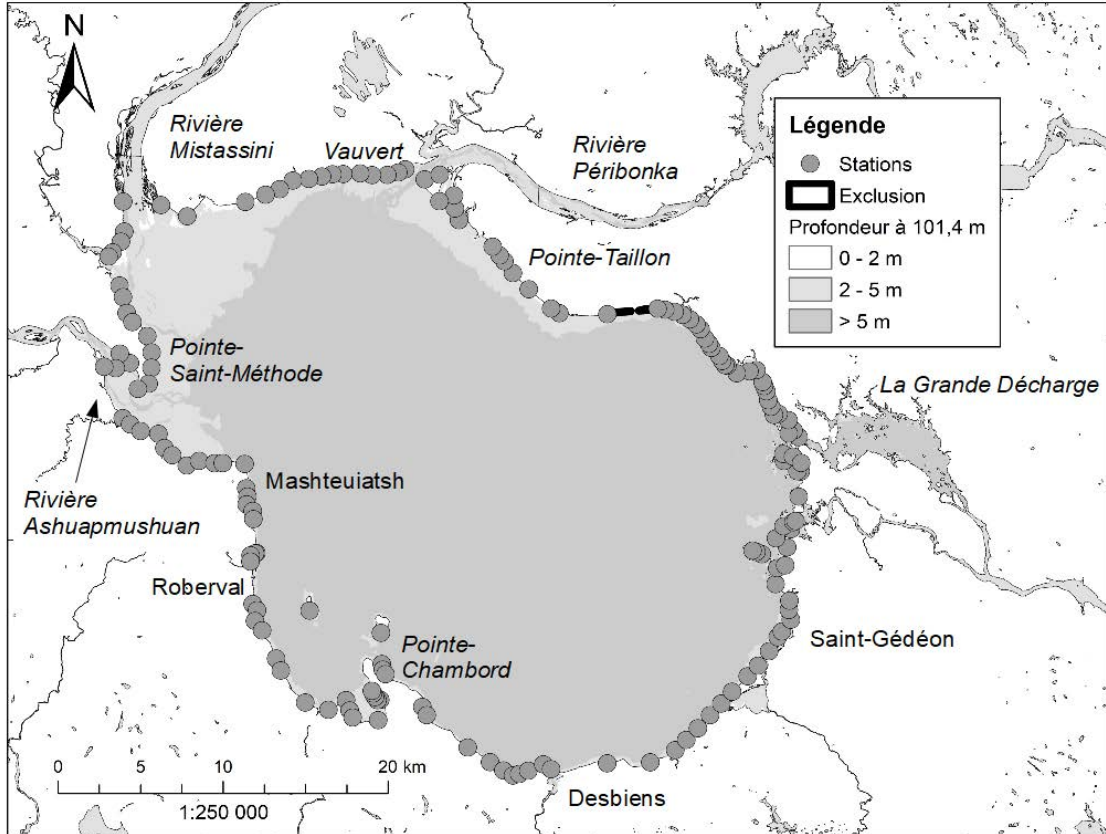 N
Rivière
Mistassini
Vauvert
Rivière
Péribonka
Légende
Stations
Exclusion
Profondeur à 101,4 m
0 - 2 m
2 - 5 m
> 5 m
Pointe-Taillon
Pointe-
Saint-Méthode
La Grande Décharge
Mashteuiatsh
Rivière
Ashuapmushuan
Roberval
Pointe-
Chambord
Saint-Gédéon
0 5 10 20 km
1:250 000
Desbiens